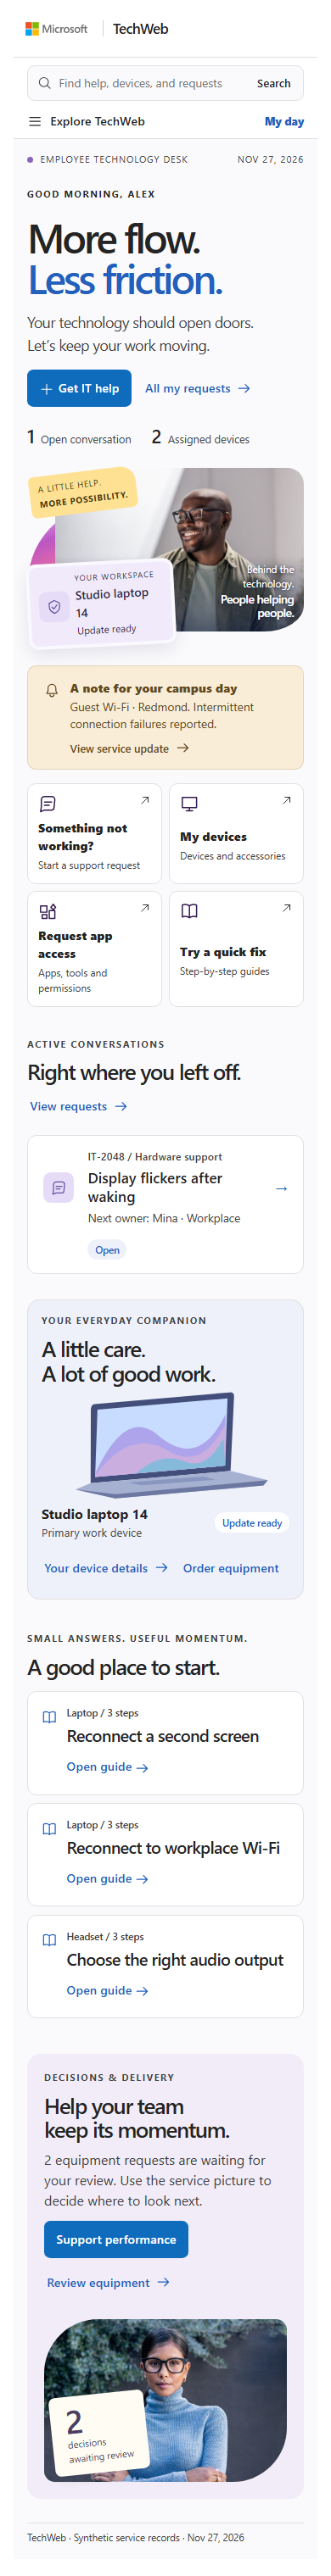 Microsoft
TechWeb
Find help, devices, and requests
Search
Explore TechWeb
My day
EMPLOYEE TECHNOLOGY DESK
NOV 27, 2026
GOOD MORNING, ALEX
More flow.
Less friction.
Your technology should open doors.
Let's keep your work moving.
Get IT help
All my requests
1 Open conversation
2 Assigned devices
A LITTLE HELP.
MORE POSSIBILITY.
Behind the
technology.
People helping
people.
YOUR WORKSPACE
Studio laptop
14
Update ready
A note for your campus day
Guest Wi-Fi · Redmond. Intermittent
connection failures reported.
View service update
Something not
working?
Start a support request
My devices
Devices and accessories
Request app
access
Apps, tools and
permissions
Try a quick fix
Step-by-step guides
ACTIVE CONVERSATIONS
Right where you left off.
View requests
IT-2048 / Hardware support
Display flickers after
waking
Next owner: Mina · Workplace
Open
YOUR EVERYDAY COMPANION
A little care.
A lot of good work.
Studio laptop 14
Primary work device
Update ready
Your device details
Order equipment
SMALL ANSWERS. USEFUL MOMENTUM.
A good place to start.
Laptop / 3 steps
Reconnect a second screen
Open guide
Laptop / 3 steps
Reconnect to workplace Wi-Fi
Open guide
Headset / 3 steps
Choose the right audio output
Open guide
DECISIONS & DELIVERY
Help your team
keep its momentum.
2 equipment requests are waiting for
your review. Use the service picture to
decide where to look next.
Support performance
Review equipment
2
decisions
awaiting review
TechWeb · Synthetic service records · Nov 27, 2026